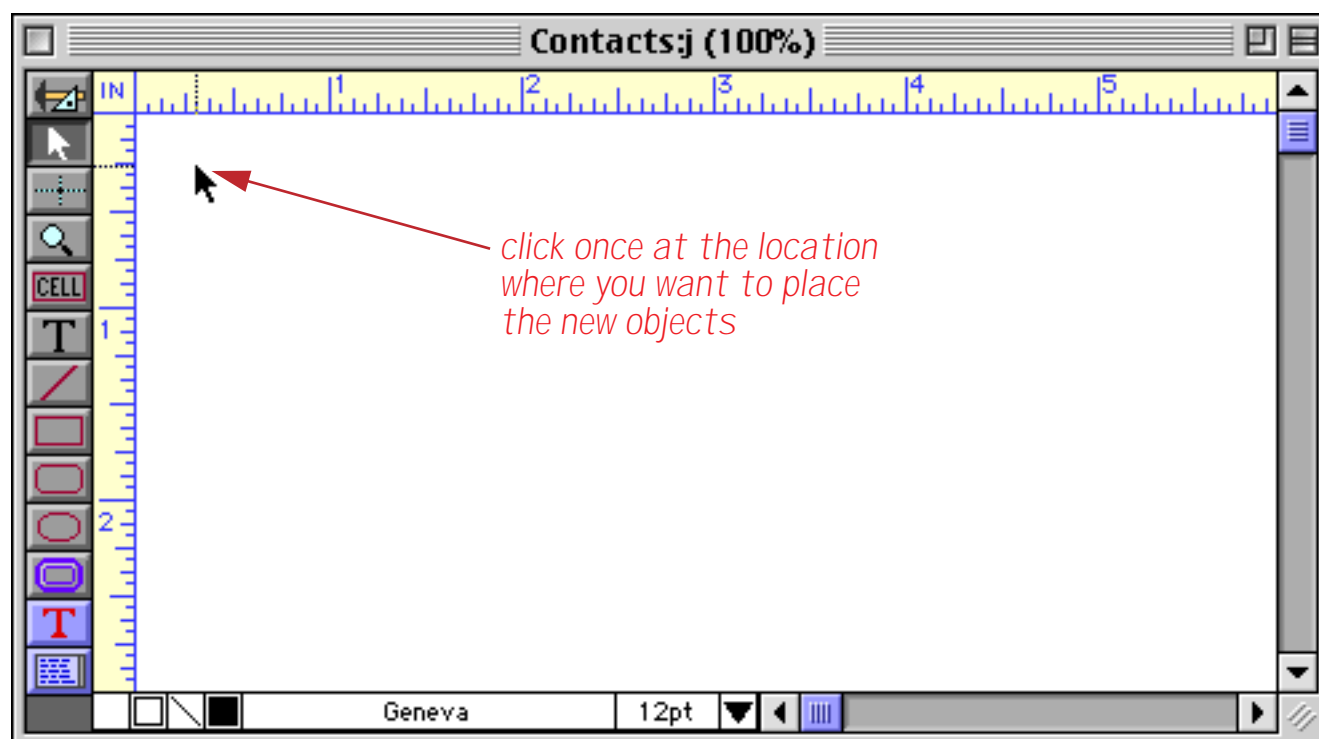 Contacts:j (100%)
IN 1 2 3 4 5
click once at the location
where you want to place
the new objects
CELL
T
1
2
T
Geneva 12pt